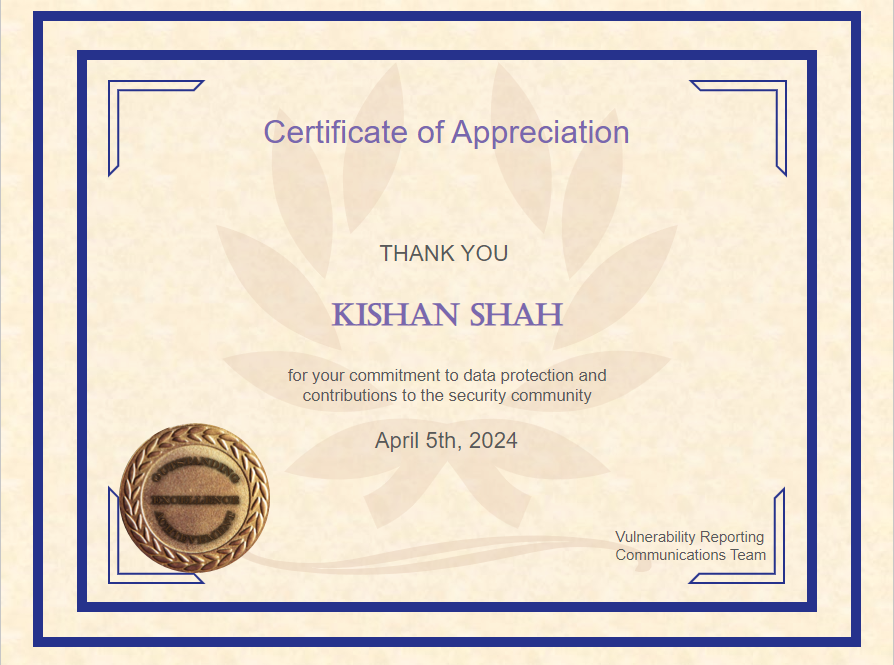 Certificate of Appreciation
THANK YOU
KISHAN SHAH
for your commitment to data protection and
contributions to the security community
April 5th, 2024
OUTSTANDING
EXCELLENCE
ACHIEVEMENT
Vulnerability Reporting
Communications Team